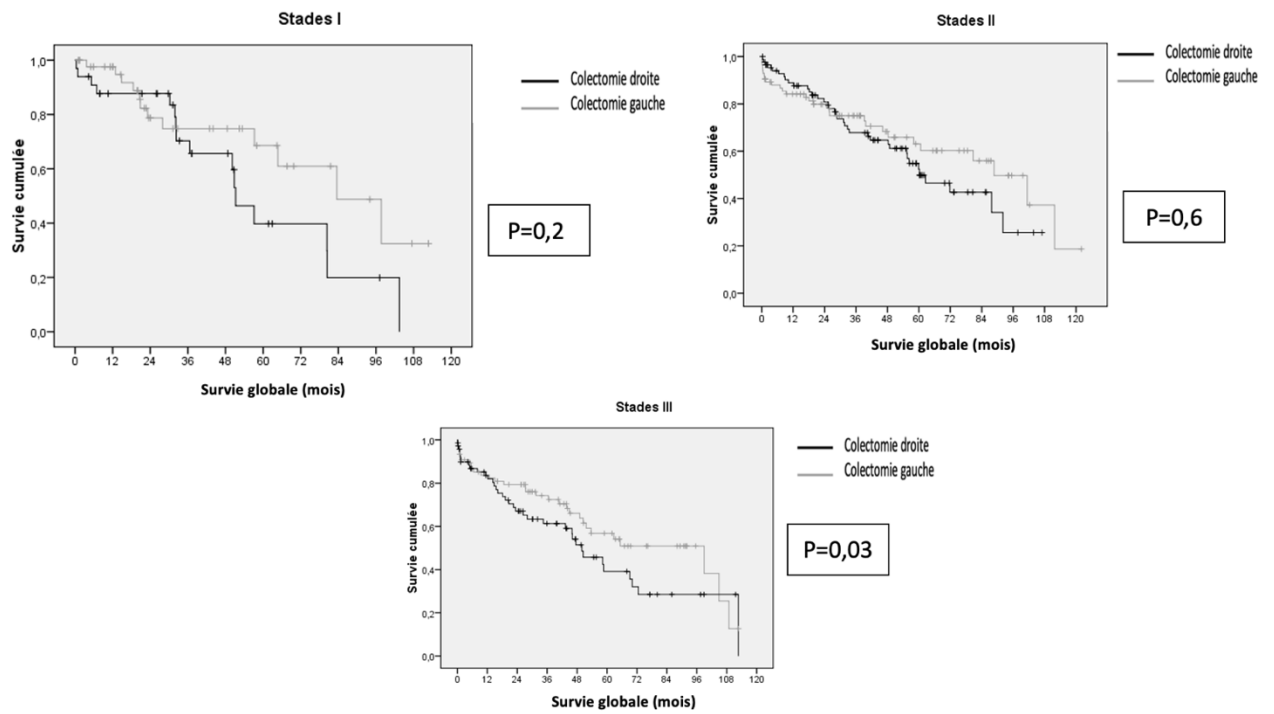 Stades I
Survie cumulée
1,0
0,8
0,6
0,4
0,2
0,0
0 12 24 36 48 60 72 84 96 108 120
Survie globale (mois)
Colectomie droite
Colectomie gauche
P=0,2
Stades II
Survie cumulée
1,0
0,8
0,6
0,4
0,2
0,0
0 12 24 36 48 60 72 84 96 108 120
Survie globale (mois)
Colectomie droite
Colectomie gauche
P=0,6
Stades III
Survie cumulée
1,0
0,8
0,6
0,4
0,2
0,0
0 12 24 36 48 60 72 84 96 108 120
Survie globale (mois)
Colectomie droite
Colectomie gauche
P=0,03